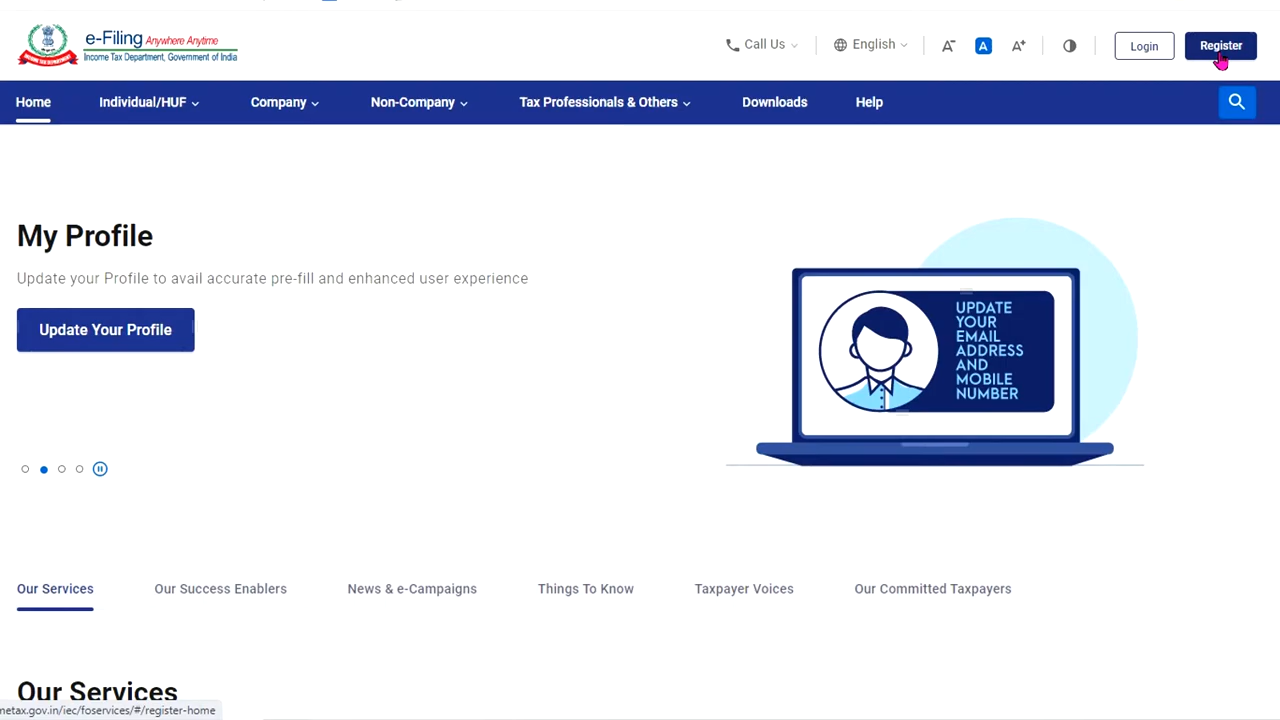 e-Filing Anywhere Anytime
Income Tax Department, Government of India
Call Us
English
A-
A
A+
Login
Register
Home
Individual/HUF
Company
Non-Company
Tax Professionals & Others
Downloads
Help
My Profile
Update your Profile to avail accurate pre-fill and enhanced user experience
Update Your Profile
UPDATE
YOUR
EMAIL
ADDRESS
AND
MOBILE
NUMBER
Our Services
Our Success Enablers
News & e-Campaigns
Things To Know
Taxpayer Voices
Our Committed Taxpayers
Our Services
metax.gov.in/iec/foservices/#/register-home